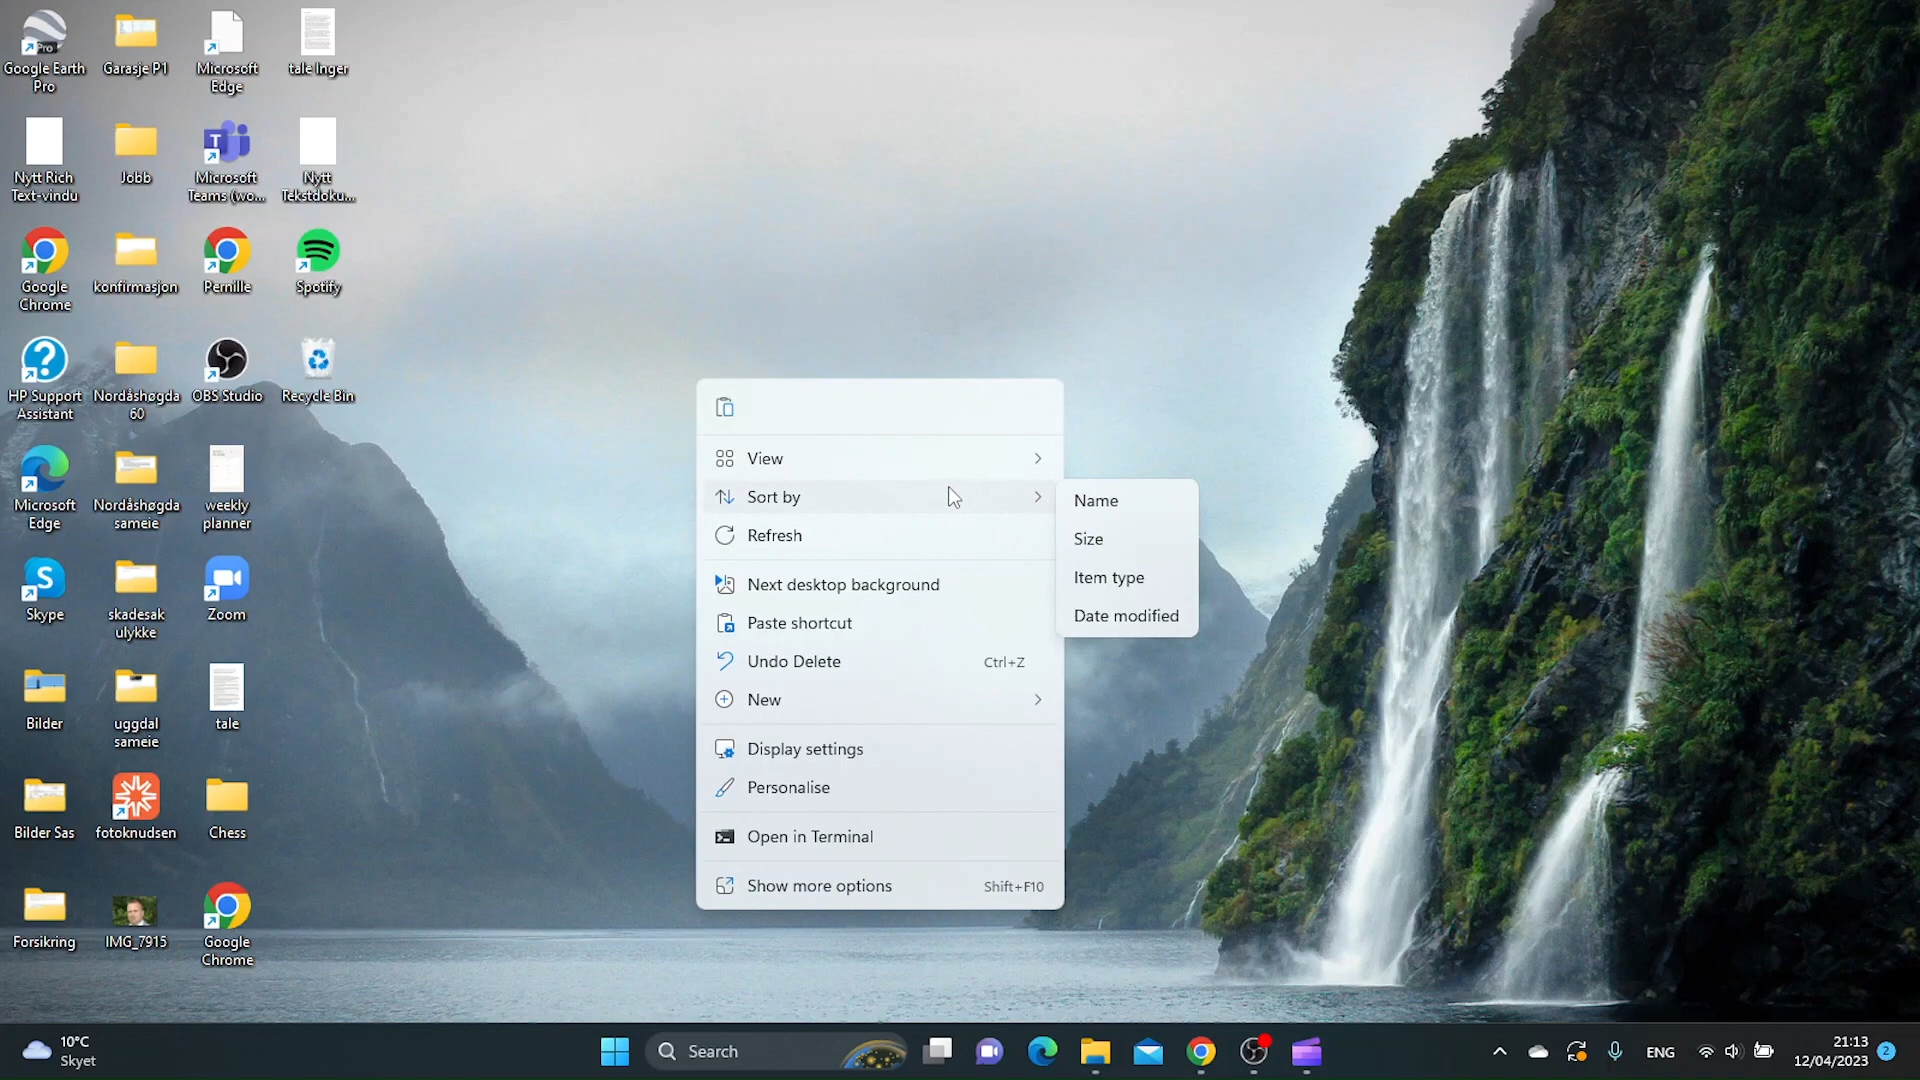 Google Earth
Pro
Garasje P1
Microsoft
Edge
tale Inger
Nytt Rich
Text-vindu
Jobb
Microsoft
Teams (wo...
Nytt
Tekstdoku...
Google
Chrome
konfirmasjon
Pernille
Spotify
HP Support
Assistant
Nordåshøgda
60
OBS Studio
Recycle Bin
Microsoft
Edge
Nordåshøgda
sameie
weekly
planner
Skype
skadesak
ulykke
Zoom
Bilder
uggdal
sameie
tale
Bilder Sas
fotoknudsen
Chess
Forsikring
IMG_7915
Google
Chrome
View
Sort by
Refresh
Next desktop background
Paste shortcut
Undo Delete Ctrl+Z
New
Display settings
Personalise
Open in Terminal
Show more options Shift+F10
Name
Size
Item type
Date modified
10°C
Skyet
Search
ENG
21:13
12/04/2023
2